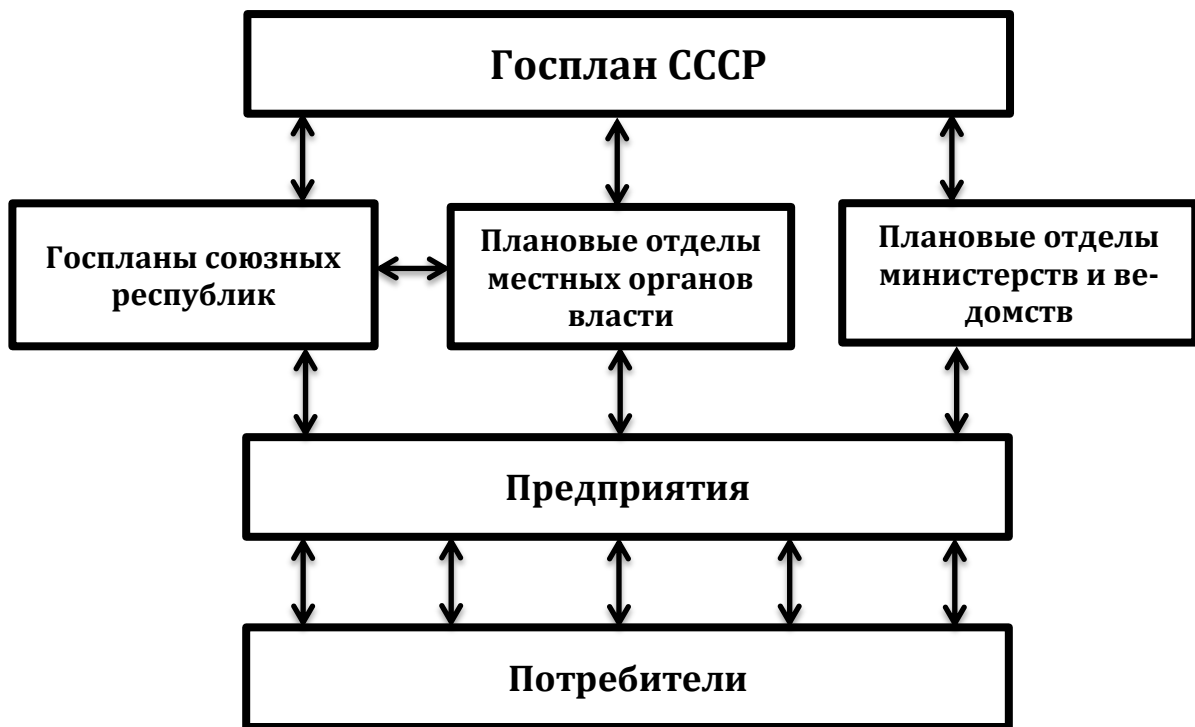 Госплан СССР
Госпланы союзных
республик
Плановые отделы
местных органов
власти
Плановые отделы
министерств и ве-
домств
Предприятия
Потребители